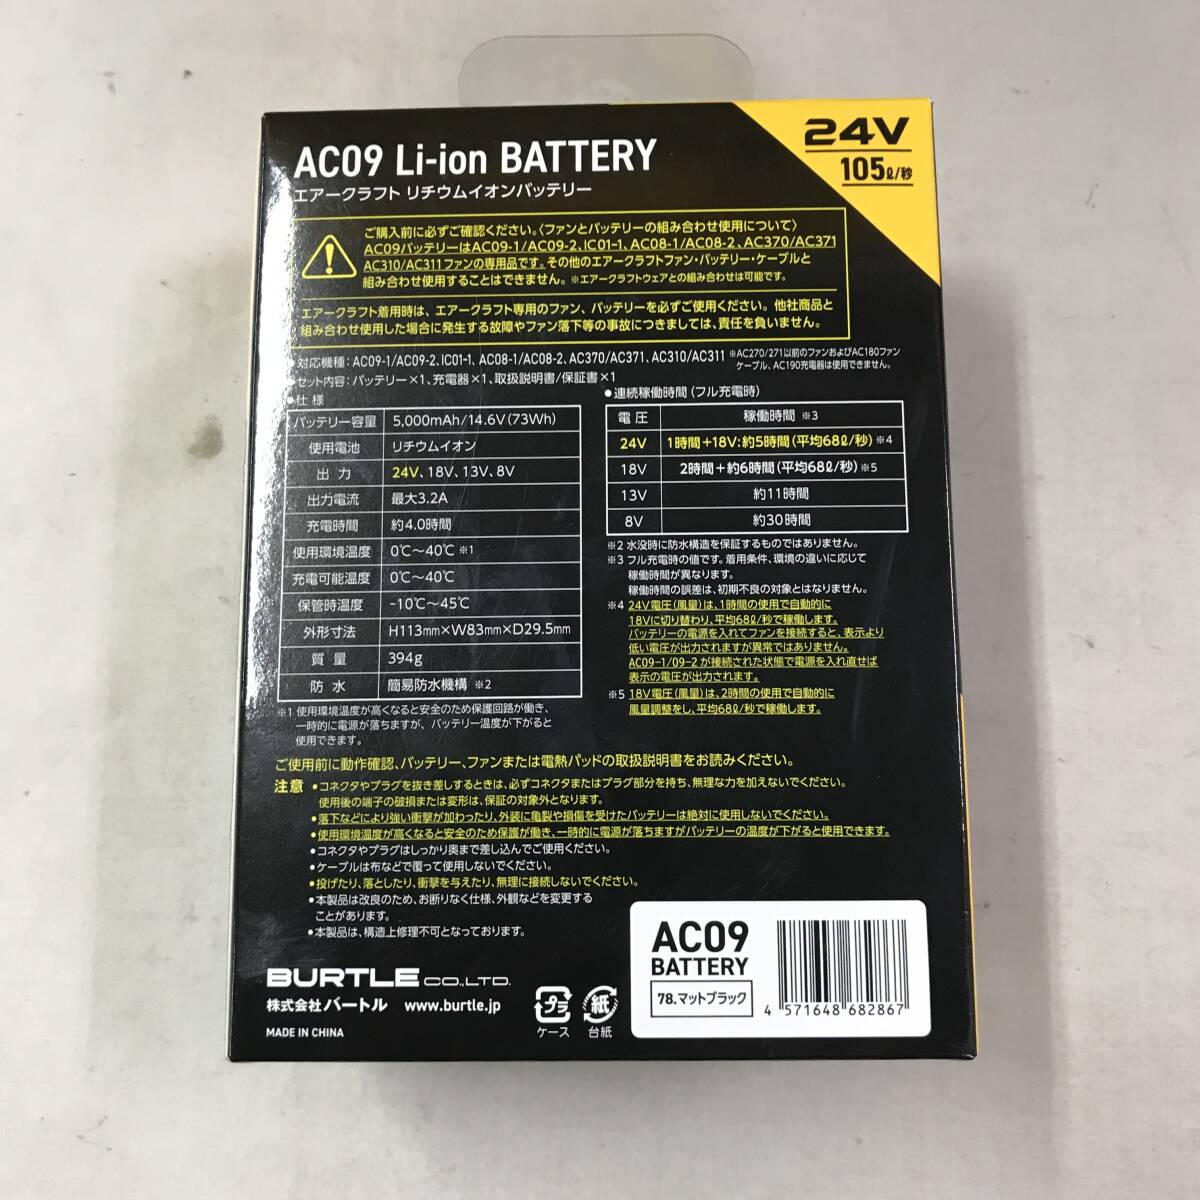 AC09 Li-ion BATTERY
エアークラフト リチウムイオンバッテリー
24V
105ℓ/秒
ご購入前に必ずご確認ください。〈ファンとバッテリーの組み合わせ使用について〉
AC09バッテリーはAC09-1/AC09-2、IC01-1、AC08-1/AC08-2、AC370/AC371
AC310/AC311ファンの専用品です。その他のエアークラフトファン・バッテリー・ケーブルと
組み合わせ使用することはできません。※エアークラフトウェアとの組み合わせは可能です。
エアークラフト着用時は、エアークラフト専用のファン、バッテリーを必ずご使用ください。他社商品と
組み合わせ使用した場合に発生する故障やファン落下等の事故につきましては、責任を負いません。
●対応機種：AC09-1/AC09-2、IC01-1、AC08-1/AC08-2、AC370/AC371、AC310/AC311 ※AC270/271以前のファンおよびAC180ファン
ケーブル、AC190充電器は使用できません。
●セット内容：バッテリー×1、充電器×1、取扱説明書/保証書×1
●仕様
バッテリー容量 5,000mAh/14.6V(73Wh)
使用電池 リチウムイオン
出力 24V、18V、13V、8V
出力電流 最大3.2A
充電時間 約4.0時間
使用環境温度 0℃〜40℃ ※1
充電可能温度 0℃〜40℃
保管時温度 -10℃〜45℃
外形寸法 H113mm×W83mm×D29.5mm
質量 394g
防水 簡易防水機構 ※2
※1 使用環境温度が高くなると安全のため保護回路が働き、
一時的に電源が落ちますが、バッテリー温度が下がると
使用できます。
●連続稼働時間（フル充電時）
電圧 稼働時間 ※3
24V 1時間＋18V：約5時間（平均68ℓ/秒）※4
18V 2時間＋約6時間（平均68ℓ/秒）※5
13V 約11時間
8V 約30時間
※2 水没時に防水構造を保証するものではありません。
※3 フル充電時の値です。着用条件、環境の違いに応じて
稼働時間が異なります。
稼働時間の誤差は、初期不良の対象とはなりません。
※4 24V電圧(風量)は、1時間の使用で自動的に
18Vに切り替わり、平均68ℓ/秒で稼働します。
バッテリーの電源を入れてファンを接続すると、表示より
低い電圧が出力されますが異常ではありません。
AC09-1/09-2 が接続された状態で電源を入れ直せば
表示の電圧が出力されます。
※5 18V電圧(風量)は、2時間の使用で自動的に
風量調整をし、平均68ℓ/秒で稼働します。
ご使用前に動作確認、バッテリー、ファンまたは電熱パッドの取扱説明書をお読みください。
注意 ●コネクタやプラグを抜き差しするときは、必ずコネクタまたはプラグ部分を持ち、無理な力を加えないでください。
使用後の端子の破損または変形は、保証の対象外となります。
●落下などにより強い衝撃が加わったり、外装に亀裂や損傷を受けたバッテリーは絶対に使用しないでください。
●使用環境温度が高くなると安全のため保護が働き、一時的に電源が落ちますがバッテリーの温度が下がると使用できます。
●コネクタやプラグはしっかり奥まで差し込んでご使用ください。
●ケーブルは布などで覆って使用しないでください。
●投げたり、落としたり、衝撃を与えたり、無理に接続しないでください。
●本製品は改良のため、お断りなく仕様、外観などを変更する
ことがあります。
●本製品は、構造上修理不可となっております。
BURTLE CO.,LTD.
株式会社バートル www.burtle.jp
MADE IN CHINA
プラ
ケース
紙
台紙
AC09
BATTERY
78.マットブラック
4 571648 682867